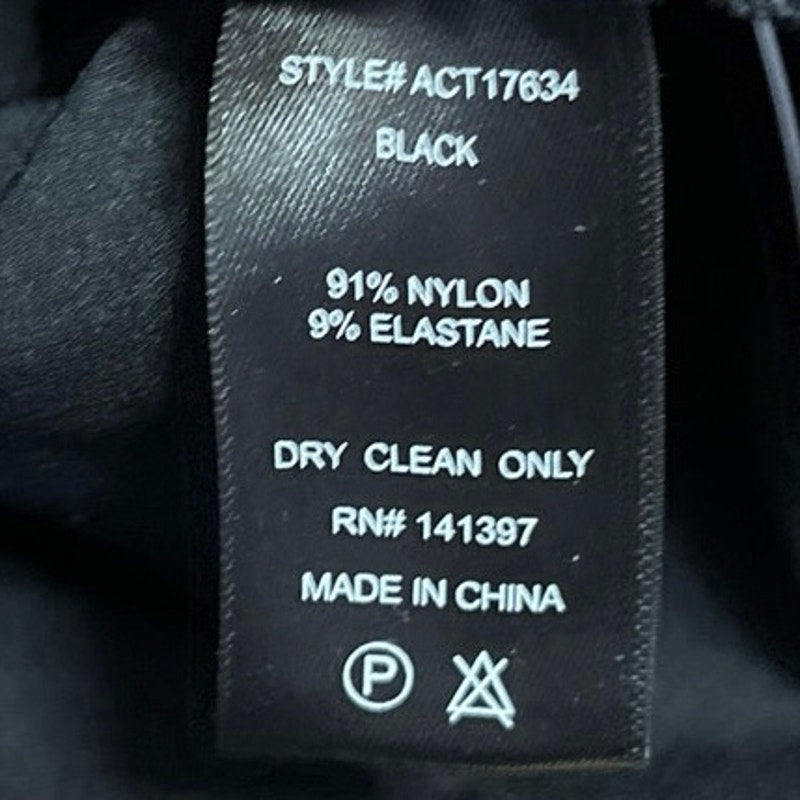 STYLE# ACT17634
BLACK
91% NYLON
9% ELASTANE
DRY CLEAN ONLY
RN# 141397
MADE IN CHINA
P